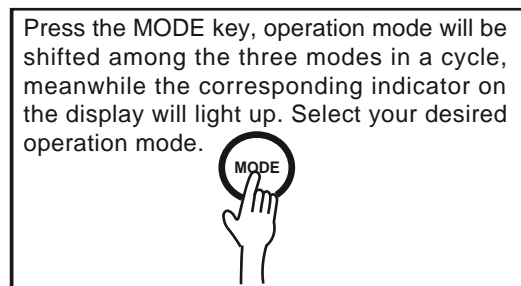 Press the MODE key, operation mode will be
shifted among the three modes in a cycle,
meanwhile the corresponding indicator on
the display will light up. Select your desired
operation mode.
MODE